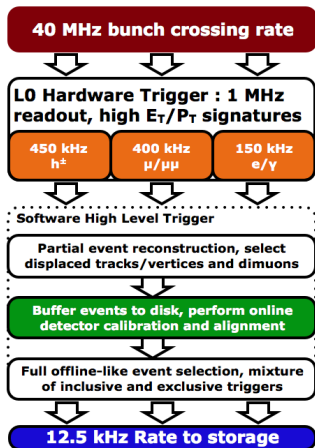 40 MHz bunch crossing rate
L0 Hardware Trigger : 1 MHz
readout, high E_T/P_T signatures
450 kHz
h±
400 kHz
μ/μμ
150 kHz
e/γ
Software High Level Trigger
Partial event reconstruction, select
displaced tracks/vertices and dimuons
Buffer events to disk, perform online
detector calibration and alignment
Full offline-like event selection, mixture
of inclusive and exclusive triggers
12.5 kHz Rate to storage